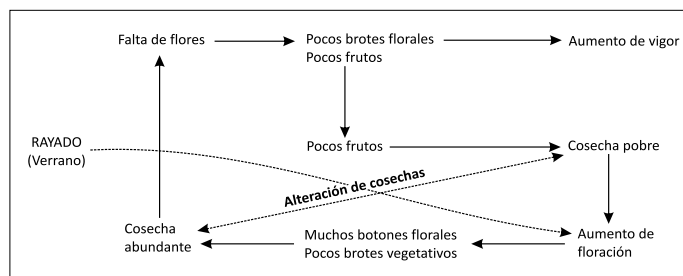 Falta de flores
Pocos brotes florales
Pocos frutos
Aumento de vigor
RAYADO
(Verrano)
Pocos frutos
Cosecha pobre
Alteración de cosechas
Cosecha
abundante
Muchos botones florales
Pocos brotes vegetativos
Aumento de
floración